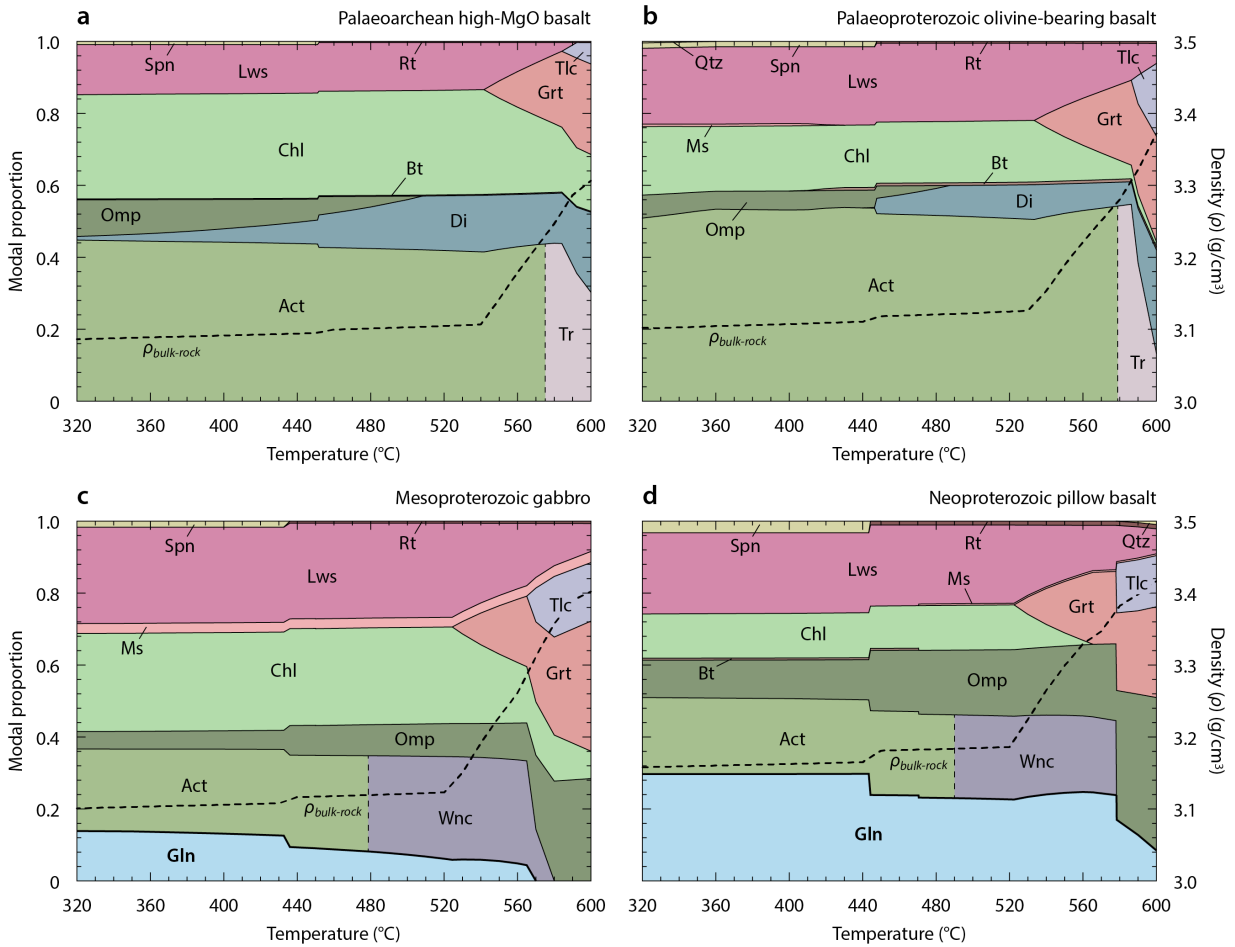 a Palaeoarchean high-MgO basalt
1.0
0.8
0.6
0.4
0.2
0
Modal proportion
Spn
Lws
Rt
Tlc
Grt
Chl
Bt
Omp
Di
Act
ρbulk-rock
Tr
320 360 400 440 480 520 560 600
Temperature (°C)
b Palaeoproterozoic olivine-bearing basalt
Qtz
Spn
Rt
Tlc
Lws
Grt
Ms
Chl
Bt
Omp
Di
Act
ρbulk-rock
Tr
3.5
3.4
3.3
3.2
3.1
3.0
Density (ρ) (g/cm3)
320 360 400 440 480 520 560 600
Temperature (°C)
c Mesoproterozoic gabbro
1.0
0.8
0.6
0.4
0.2
0
Modal proportion
Spn
Rt
Lws
Tlc
Ms
Chl
Grt
Omp
Act
ρbulk-rock
Wnc
Gln
320 360 400 440 480 520 560 600
Temperature (°C)
d Neoproterozoic pillow basalt
Spn
Rt
Qtz
Lws
Ms
Tlc
Grt
Chl
Bt
Omp
Act
ρbulk-rock
Wnc
Gln
3.5
3.4
3.3
3.2
3.1
3.0
Density (ρ) (g/cm3)
320 360 400 440 480 520 560 600
Temperature (°C)